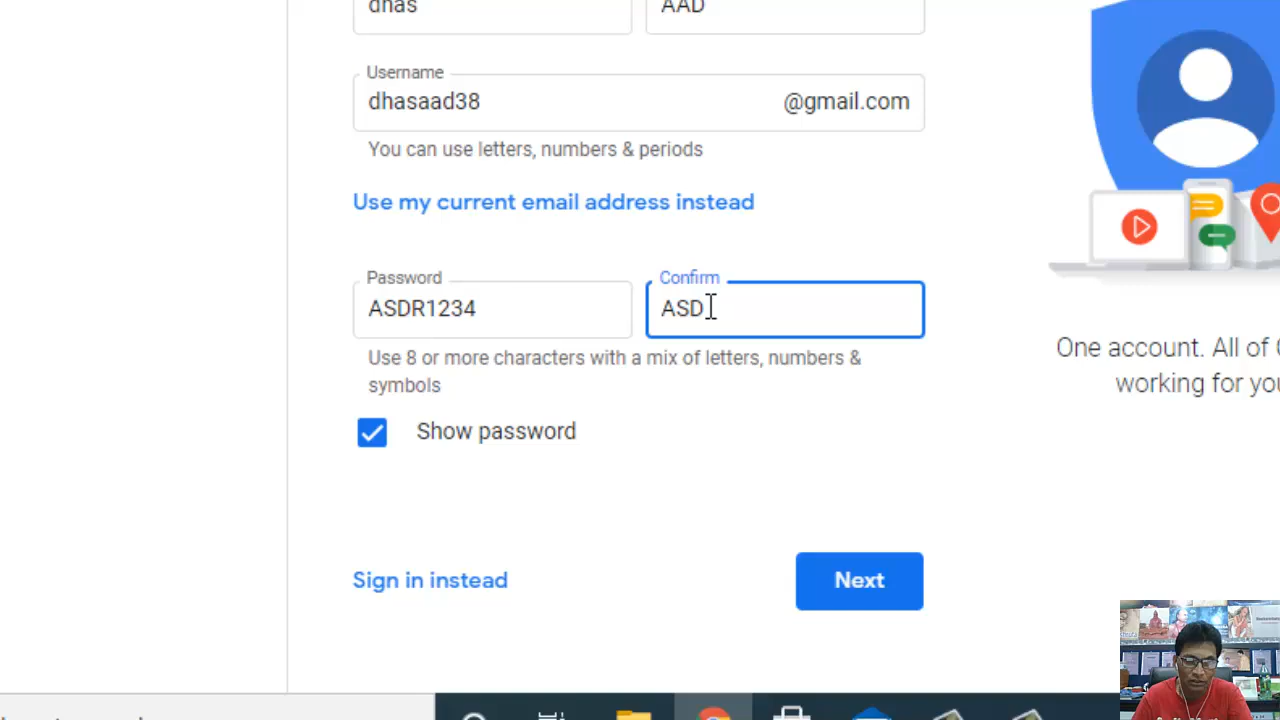 dhas AAD
Username
dhasaad38 @gmail.com
You can use letters, numbers & periods
Use my current email address instead
Password Confirm
ASDR1234 ASD
Use 8 or more characters with a mix of letters, numbers &
symbols
Show password
One account. All of
working for you
Sign in instead Next